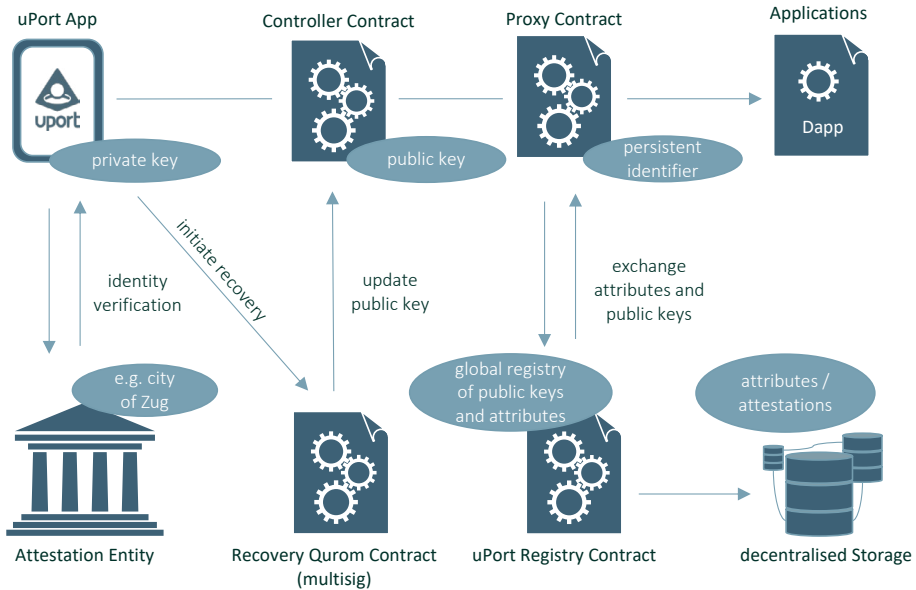 uPort App
Controller Contract
Proxy Contract
Applications
uport
Dapp
private key
public key
persistent
identifier
initiate recovery
identity
verification
update
public key
exchange
attributes and
public keys
e.g. city
of Zug
global registry
of public keys
and attributes
attributes /
attestations
Attestation Entity
Recovery Qurom Contract
(multisig)
uPort Registry Contract
decentralised Storage